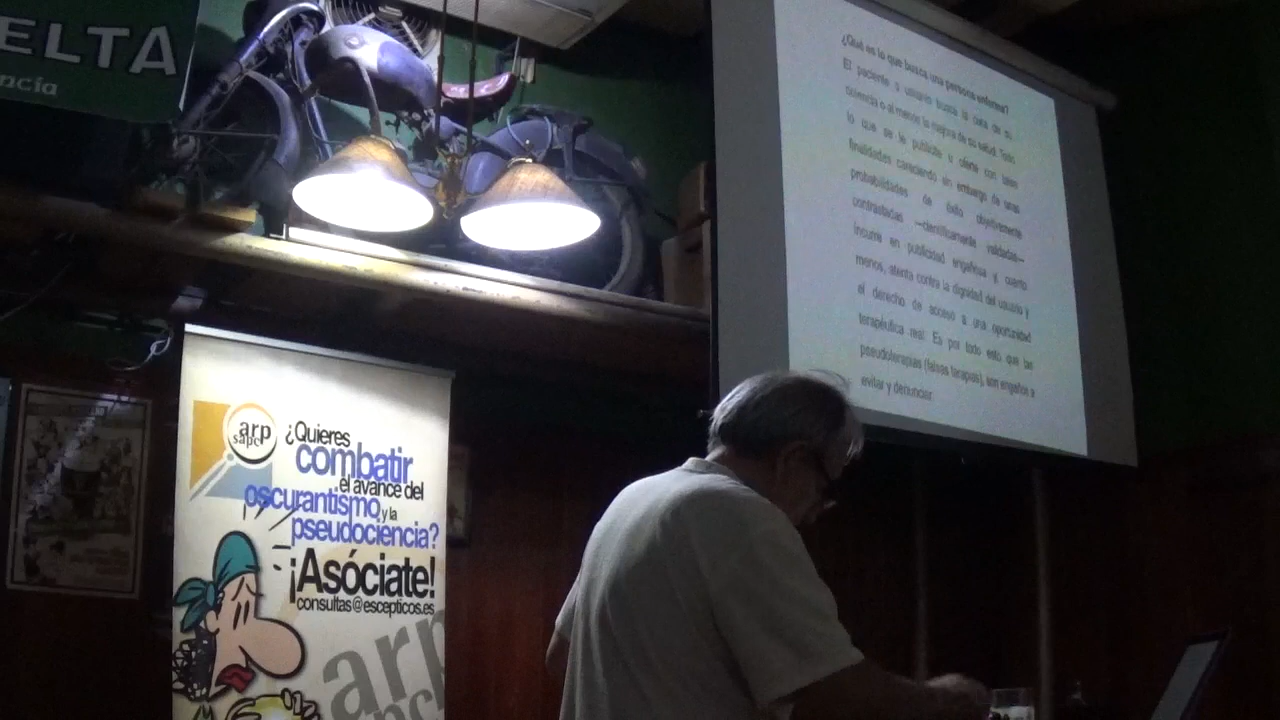 ELTA
ncía
arp
sapc
¿Quieres
combatir
el avance del
oscurantismo y la
pseudociencia?
¡Asóciate!
consultas@escepticos.es
arp
¿Qué es lo que busca una persona enferma?
El paciente o usuario busca la cura de su
dolencia o al menos la mejora de su salud. Todo
lo que se le publicite y oferte con tales
finalidades careciendo sin embargo de unas
probabilidades de éxito objetivamente
contrastadas —científicamente validadas—
incurre en publicidad engañosa y, cuanto
menos, atenta contra la dignidad del usuario y
el derecho de acceso a una oportunidad
terapéutica real. Es por todo esto que las
pseudoterapias (falsas terapias), son engaños a
evitar y denunciar.